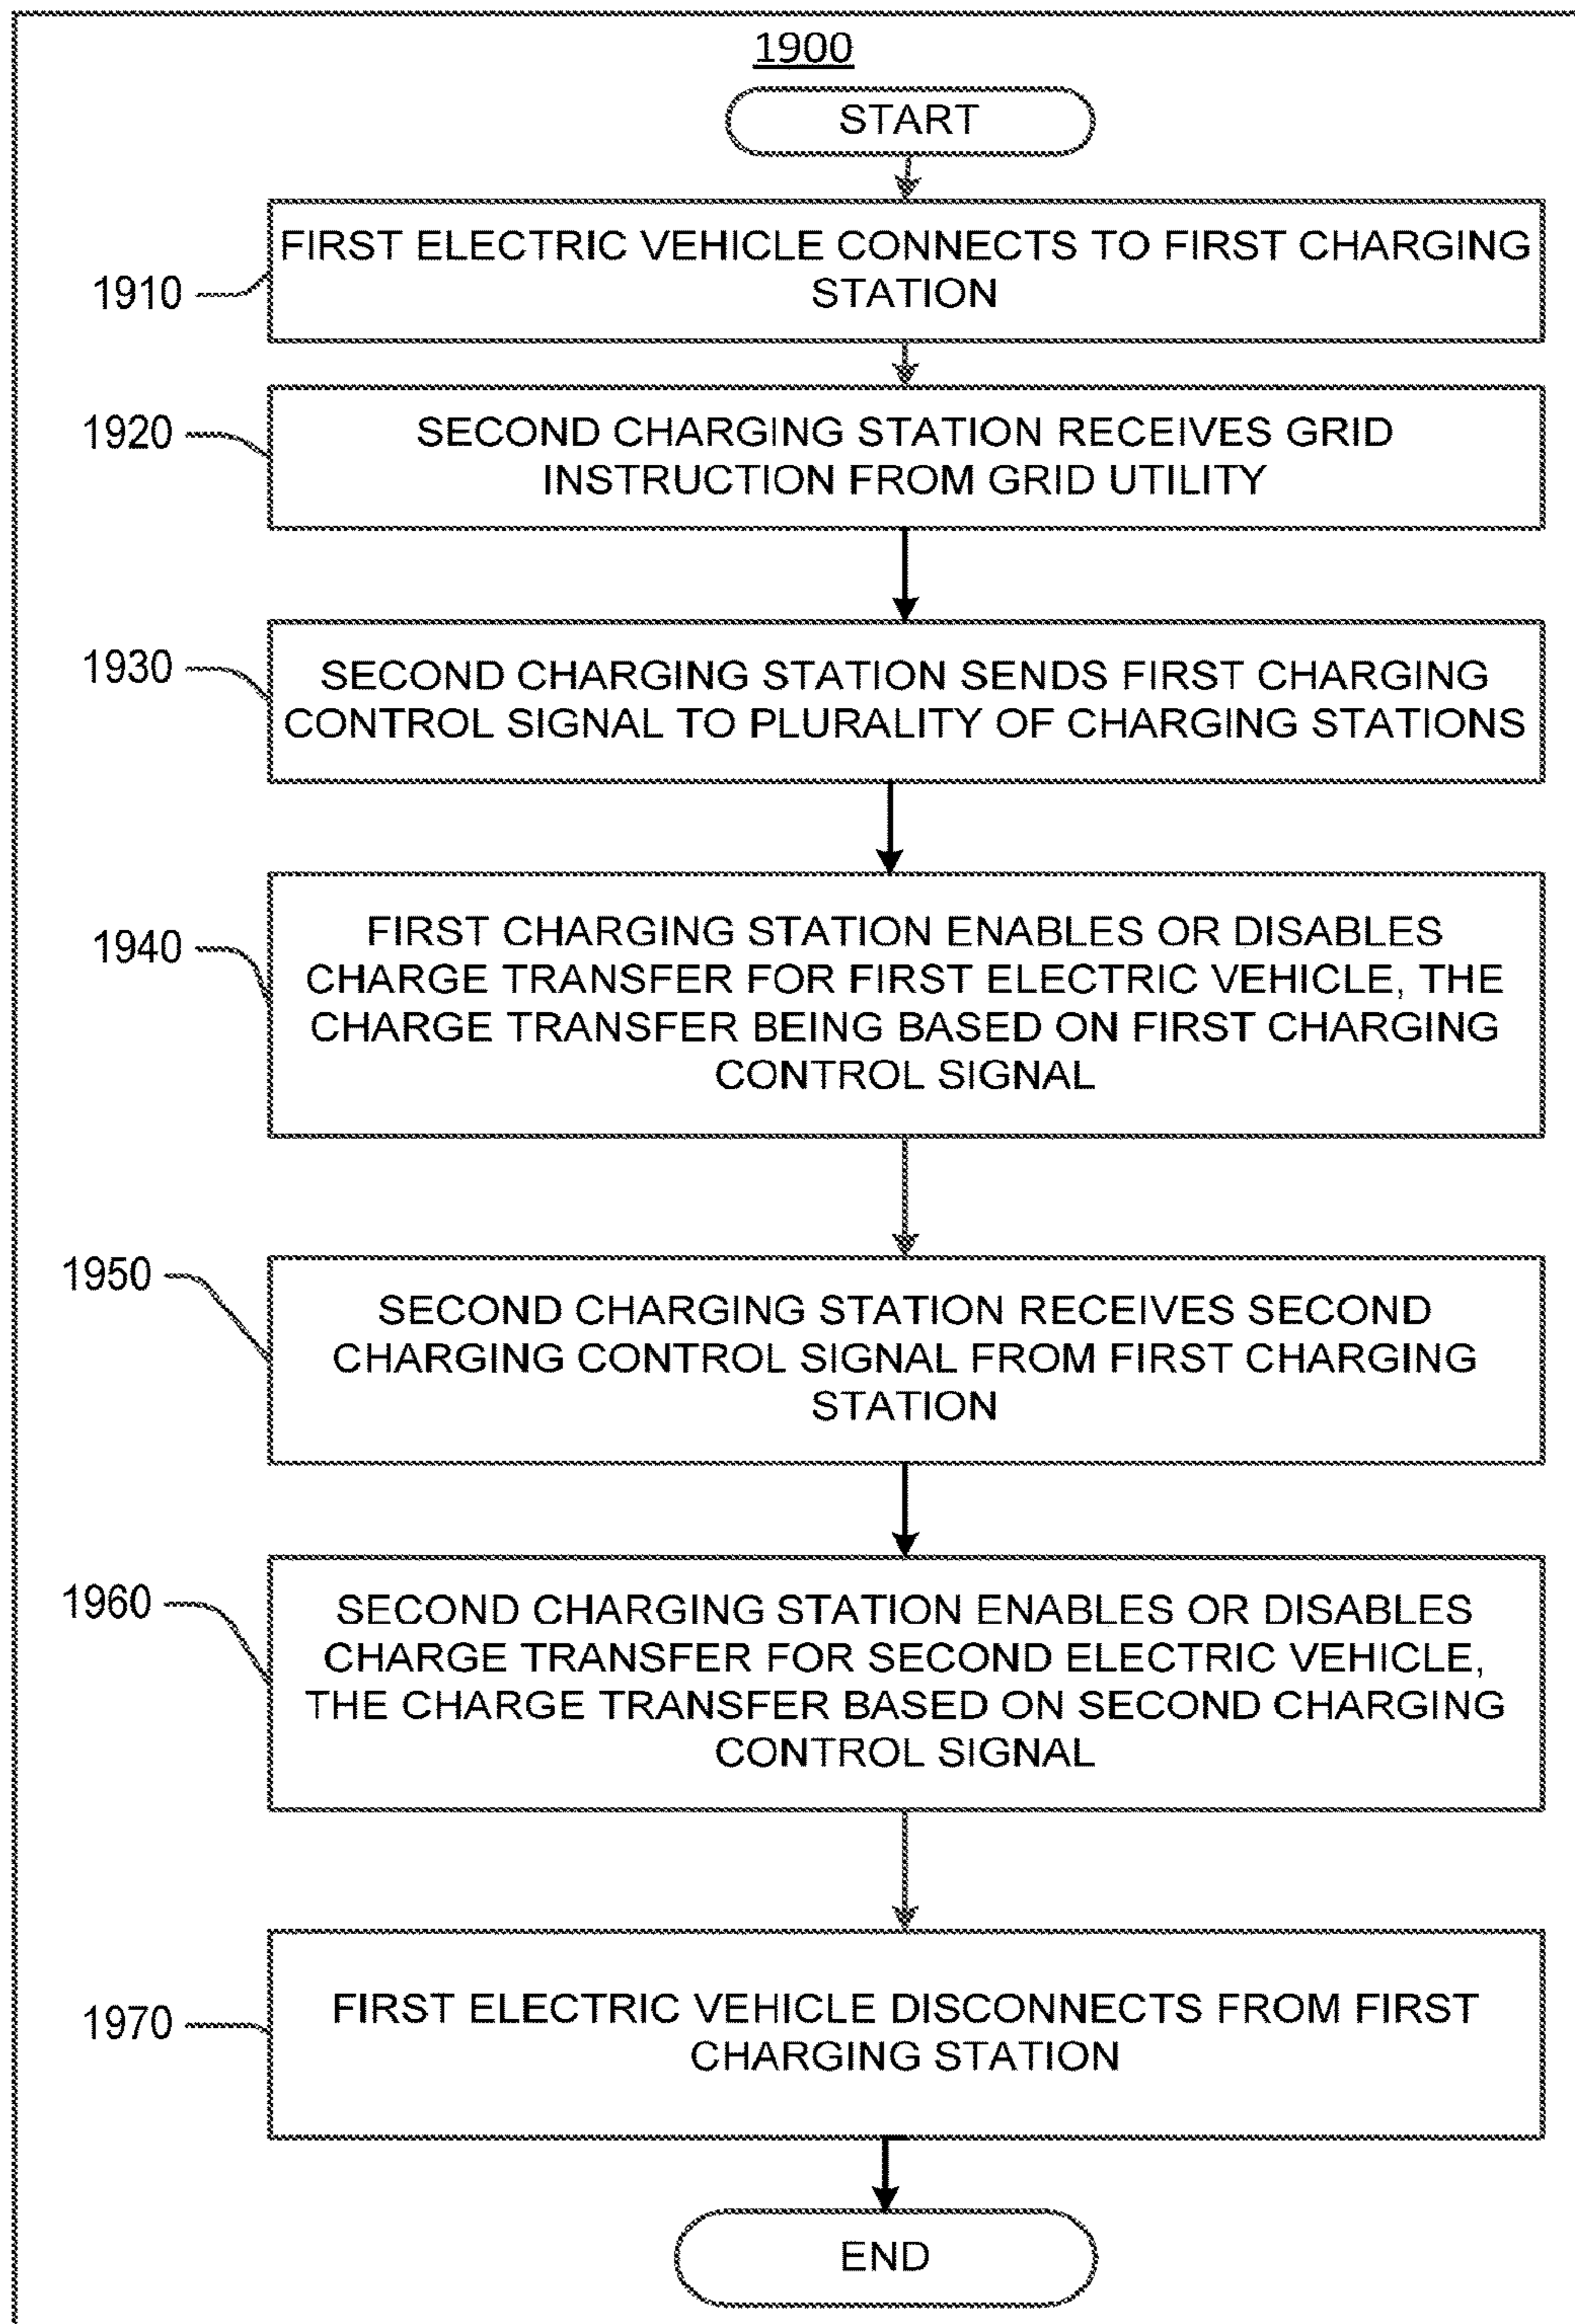 1900
START
FIRST ELECTRIC VEHICLE CONNECTS TO FIRST CHARGING
STATION
1910
SECOND CHARGING STATION RECEIVES GRID
INSTRUCTION FROM GRID UTILITY
1920
SECOND CHARGING STATION SENDS FIRST CHARGING
CONTROL SIGNAL TO PLURALITY OF CHARGING STATIONS
1930
FIRST CHARGING STATION ENABLES OR DISABLES
CHARGE TRANSFER FOR FIRST ELECTRIC VEHICLE, THE
CHARGE TRANSFER BEING BASED ON FIRST CHARGING
CONTROL SIGNAL
1940
SECOND CHARGING STATION RECEIVES SECOND
CHARGING CONTROL SIGNAL FROM FIRST CHARGING
STATION
1950
SECOND CHARGING STATION ENABLES OR DISABLES
CHARGE TRANSFER FOR SECOND ELECTRIC VEHICLE,
THE CHARGE TRANSFER BASED ON SECOND CHARGING
CONTROL SIGNAL
1960
FIRST ELECTRIC VEHICLE DISCONNECTS FROM FIRST
CHARGING STATION
1970
END